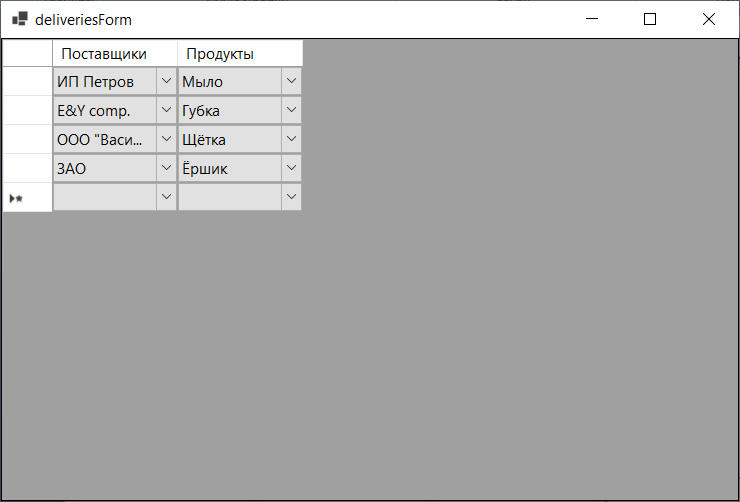 deliveriesForm
Поставщики Продукты
ИП Петров Мыло
E&Y comp. Губка
ООО "Васи... Щётка
ЗАО Ёршик